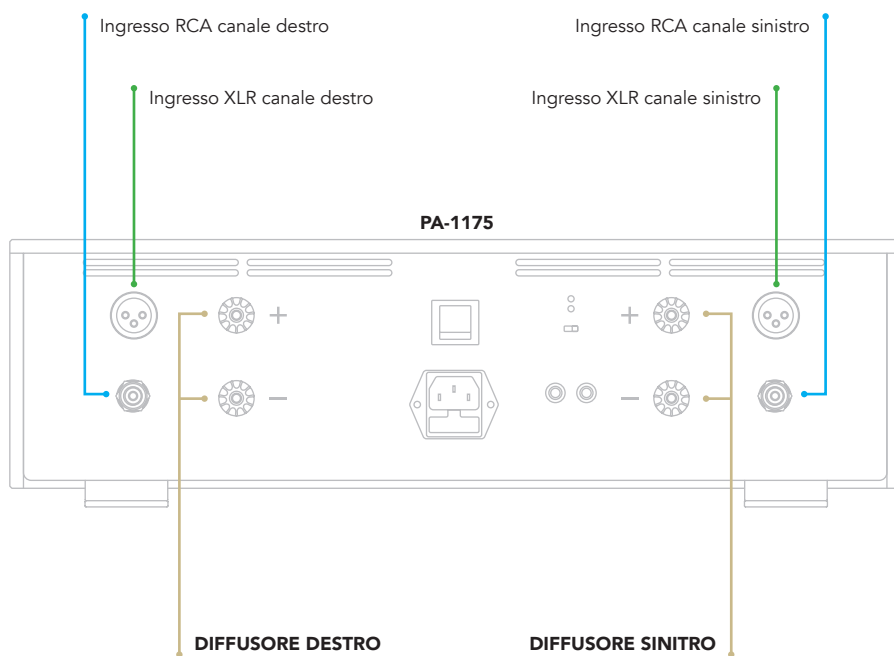 Ingresso RCA canale destro
Ingresso RCA canale sinistro
Ingresso XLR canale destro
Ingresso XLR canale sinistro
PA-1175
+
+
−
−
DIFFUSORE DESTRO
DIFFUSORE SINITRO